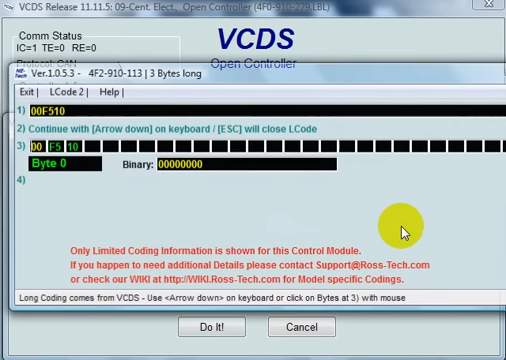 VCDS Release 11.11.5: 09-Cent. Elect., Open Controller (4F0-910-279.LBL)
Comm Status
IC=1 TE=0 RE=0
Protocol: CAN
VCDS
Open Controller
Ver.1.0.5.3 - 4F2-910-113 | 3 Bytes long
Exit | LCode 2 | Help |
1) 00F510
2) Continue with [Arrow down] on keyboard / [ESC] will close LCode
3) 00 F5 10
Byte 0 Binary: 00000000
4)
Only Limited Coding Information is shown for this Control Module.
If you happen to need additional Details please contact Support@Ross-Tech.com
or check our WIKI at http://WIKI.Ross-Tech.com for Model specific Codings.
Long Coding comes from VCDS - Use <Arrow down> on keyboard or click on Bytes at 3) with mouse
Do It! Cancel